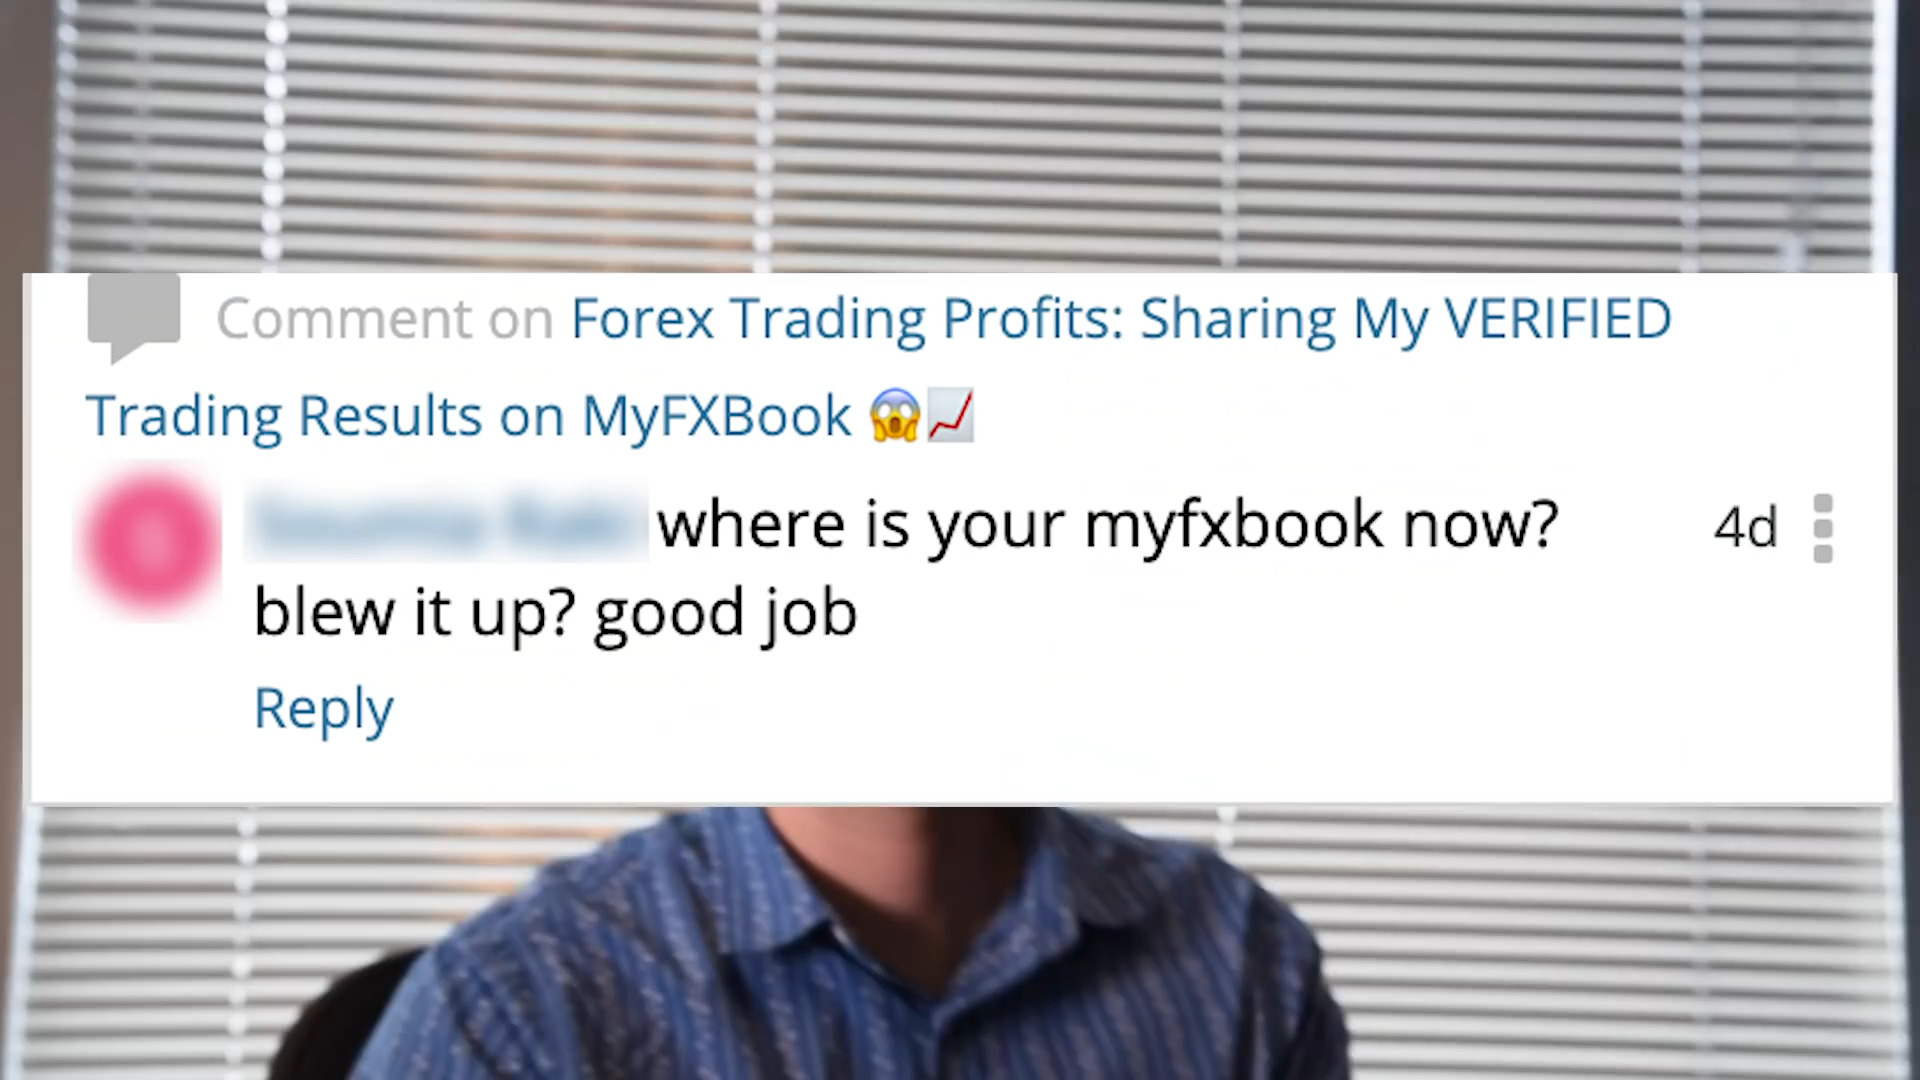 Comment on Forex Trading Profits: Sharing My VERIFIED
Trading Results on MyFXBook 😱📈
where is your myfxbook now? 4d
blew it up? good job
Reply